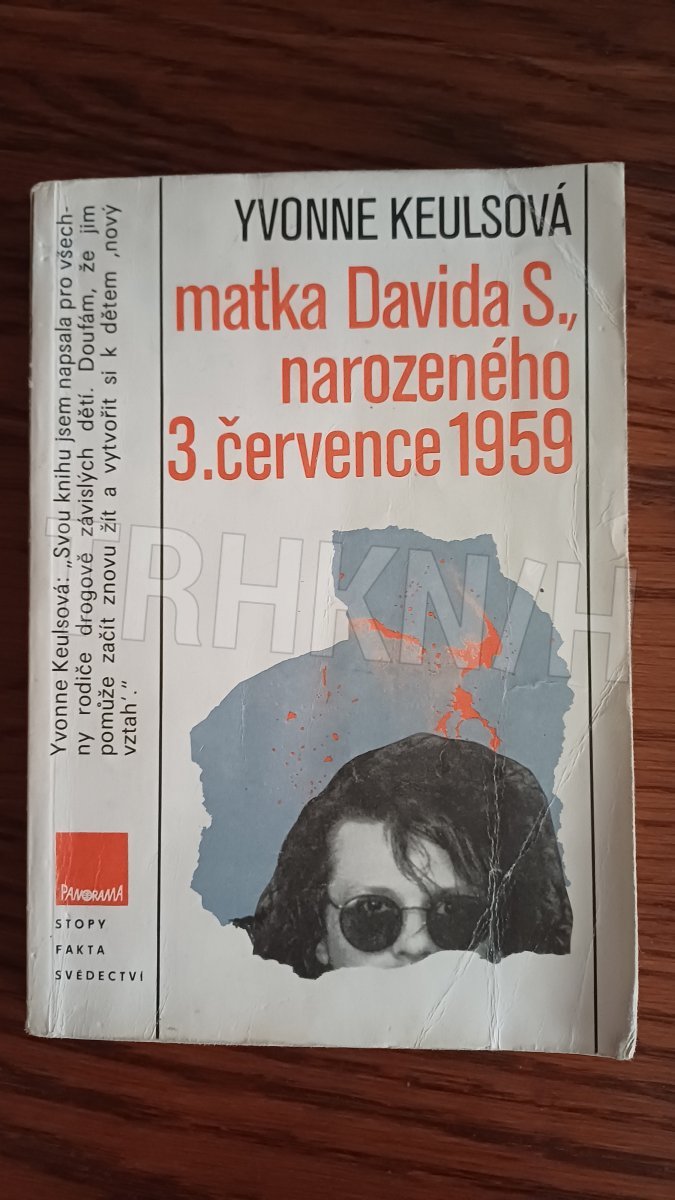 YVONNE KEULSOVÁ
matka Davida S.,
narozeného
3. července 1959
Yvonne Keulsová: „Svou knihu jsem napsala pro všech-
ny rodiče drogově závislých dětí. Doufám, že jim
pomůže začít znovu žít a vytvořit si k dětem ‚nový
vztah‘.“
TRHKNIH
PANORAMA
STOPY
FAKTA
SVĚDECTVÍ